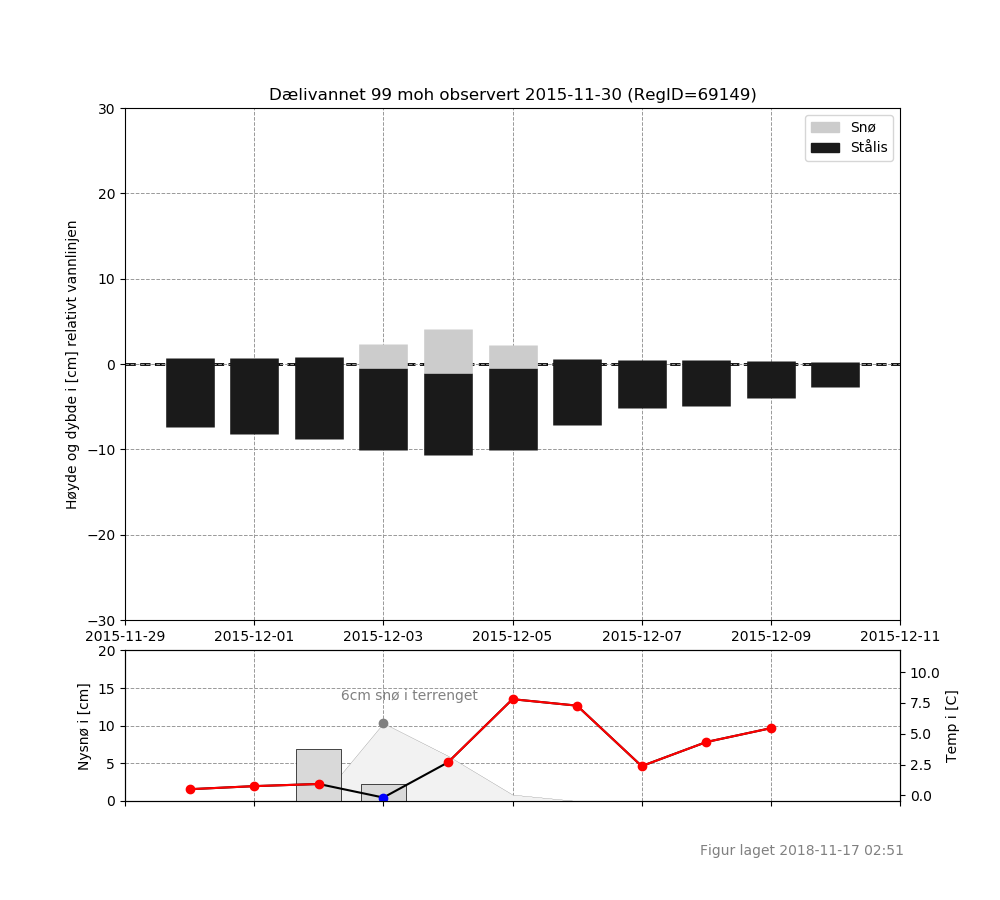 Dælivannet 99 moh observert 2015-11-30 (RegID=69149)
Snø
Stålis
Høyde og dybde i [cm] relativt vannlinjen
30
20
10
0
−10
−20
−30
2015-11-29 2015-12-01 2015-12-03 2015-12-05 2015-12-07 2015-12-09 2015-12-11
Nysnø i [cm]
20
15
10
5
0
6cm snø i terrenget
10.0
7.5
5.0
2.5
0.0
Temp i [C]
Figur laget 2018-11-17 02:51